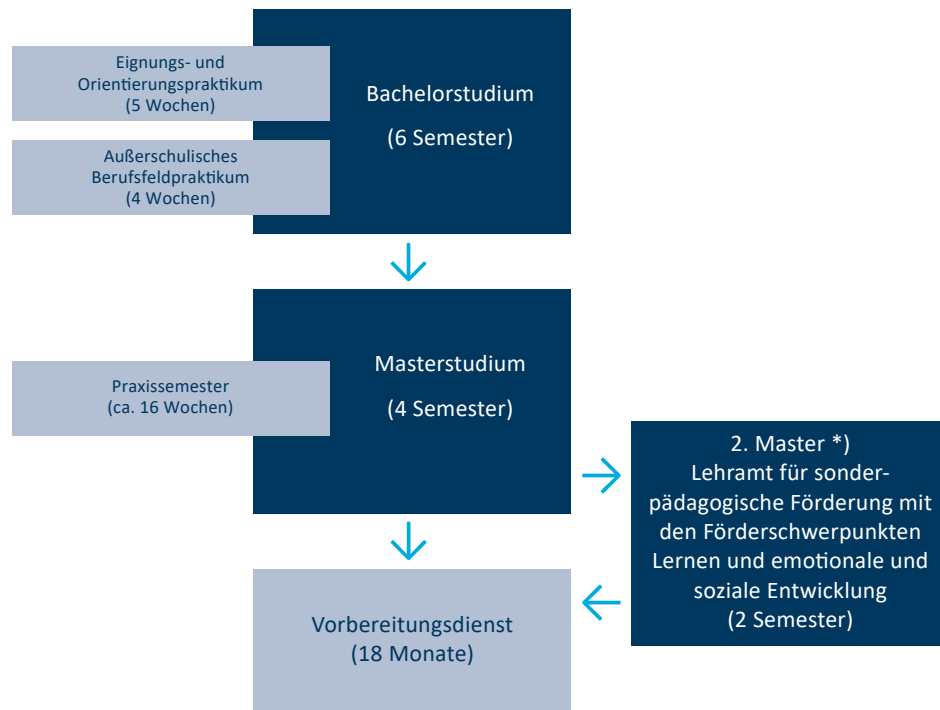 Eignungs- und
Orientierungspraktikum
(5 Wochen)
Bachelorstudium
(6 Semester)
Außerschulisches
Berufsfeldpraktikum
(4 Wochen)
Masterstudium
(4 Semester)
Praxissemester
(ca. 16 Wochen)
2. Master *)
Lehramt für sonder-
pädagogische Förderung mit
den Förderschwerpunkten
Lernen und emotionale und
soziale Entwicklung
(2 Semester)
Vorbereitungsdienst
(18 Monate)